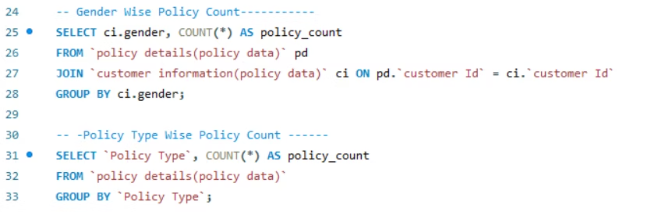 24 -- Gender Wise Policy Count-----------
25 SELECT ci.gender, COUNT(*) AS policy_count
26 FROM `policy details(policy data)` pd
27 JOIN `customer information(policy data)` ci ON pd.`customer Id` = ci.`customer Id`
28 GROUP BY ci.gender;
29
30 -- -Policy Type Wise Policy Count ------
31 SELECT `Policy Type`, COUNT(*) AS policy_count
32 FROM `policy details(policy data)`
33 GROUP BY `Policy Type`;